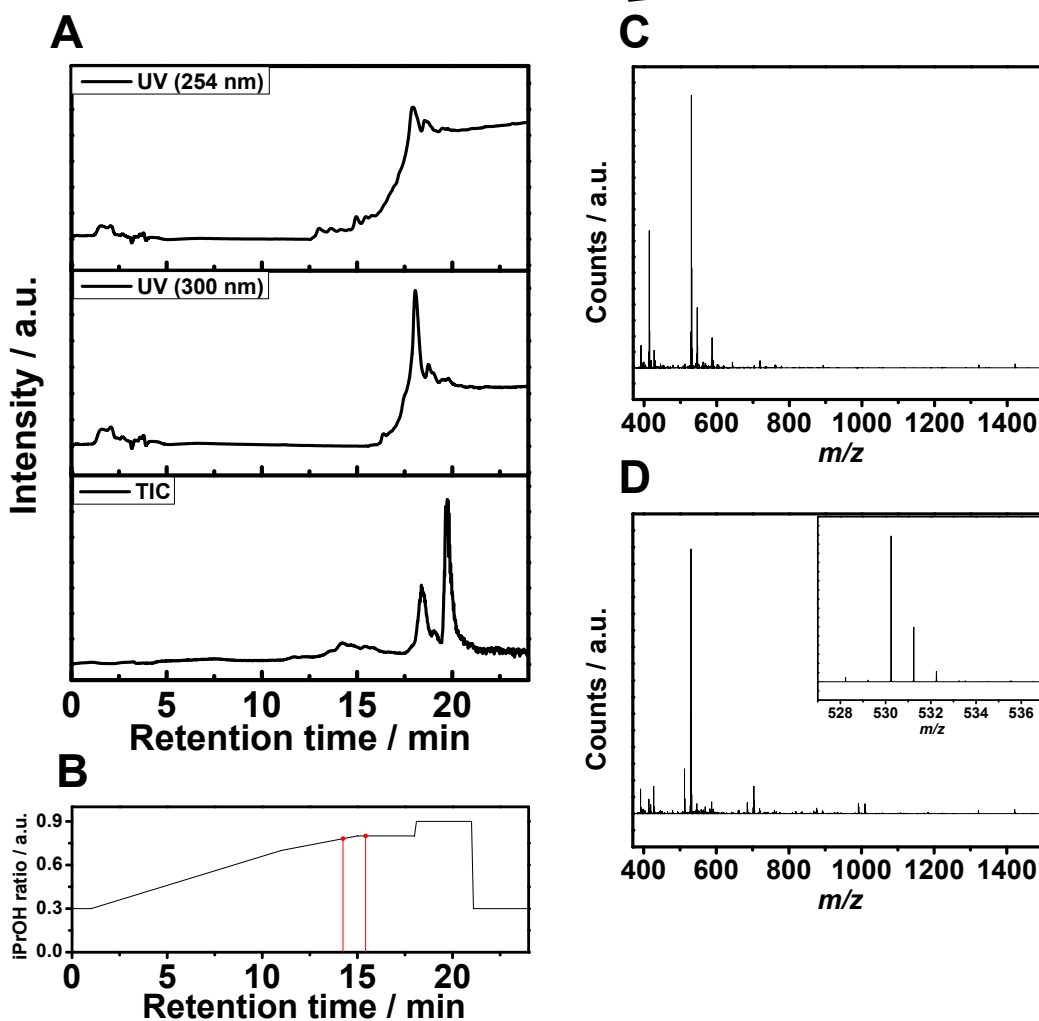 A
UV (254 nm)
UV (300 nm)
TIC
Intensity / a.u.
0 5 10 15 20
Retention time / min
B
0.9
0.6
0.3
0.0
iPrOH ratio / a.u.
0 5 10 15 20
Retention time / min
C
Counts / a.u.
400 600 800 1000 1200 1400
m/z
D
Counts / a.u.
528 530 532 534 536
m/z
400 600 800 1000 1200 1400
m/z